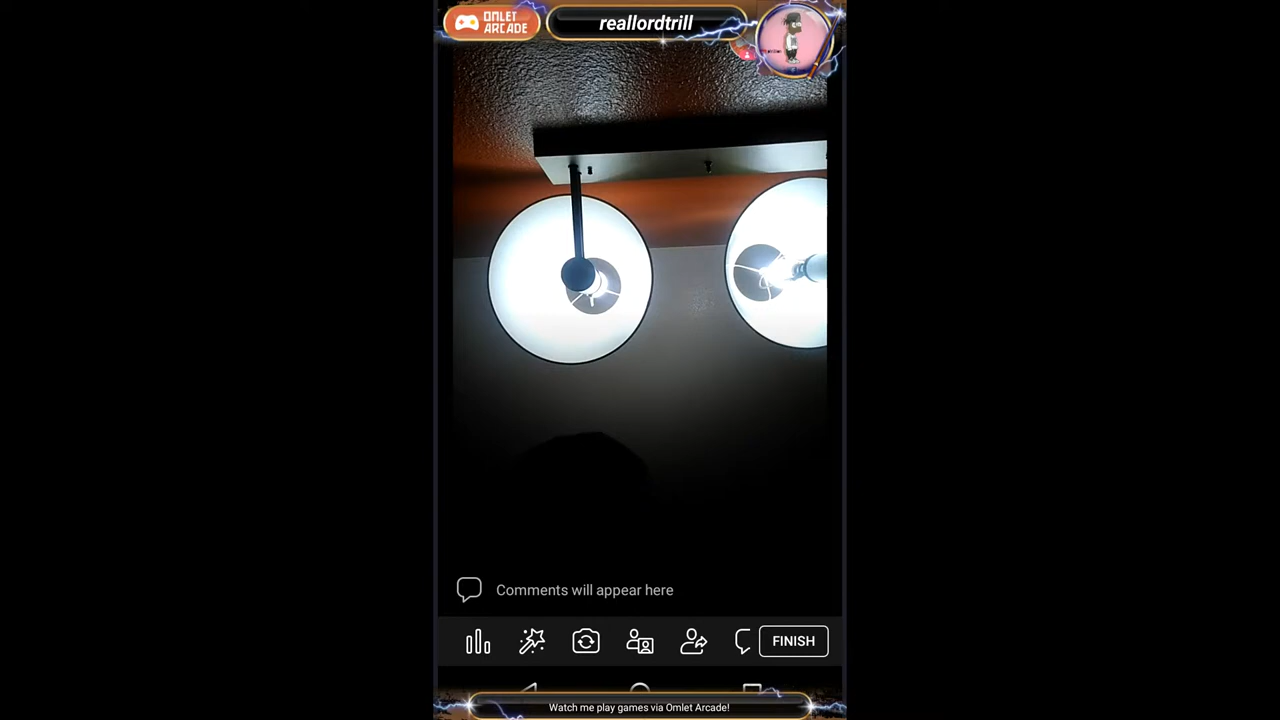 OMLET
ARCADE
reallordtrill
Comments will appear here
FINISH
Watch me play games via Omlet Arcade!